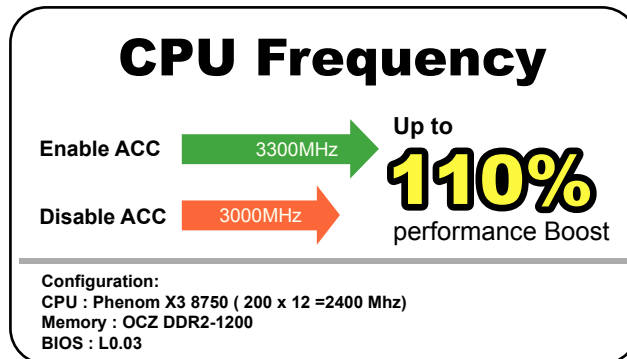 CPU Frequency
Enable ACC
3300MHz
Disable ACC
3000MHz
Up to
110%
performance Boost
Configuration:
CPU : Phenom X3 8750 ( 200 x 12 =2400 Mhz)
Memory : OCZ DDR2-1200
BIOS : L0.03